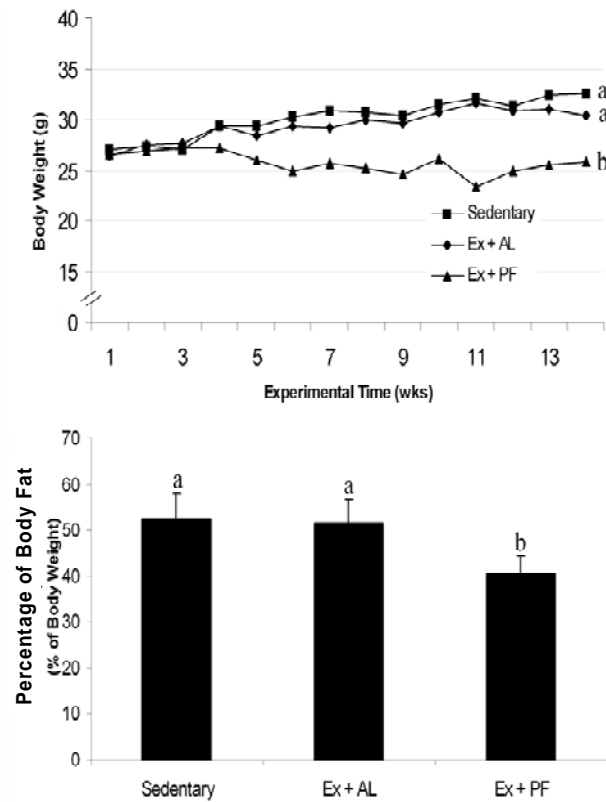 40
35
a
30
a
25
b
Body Weight (g)
20
Sedentary
Ex + AL
15
Ex + PF
0
1 3 5 7 9 11 13
Experimental Time (wks)
70
60
a a
50
b
40
Percentage of Body Fat
(% of Body Weight)
30
20
10
0
Sedentary Ex + AL Ex + PF